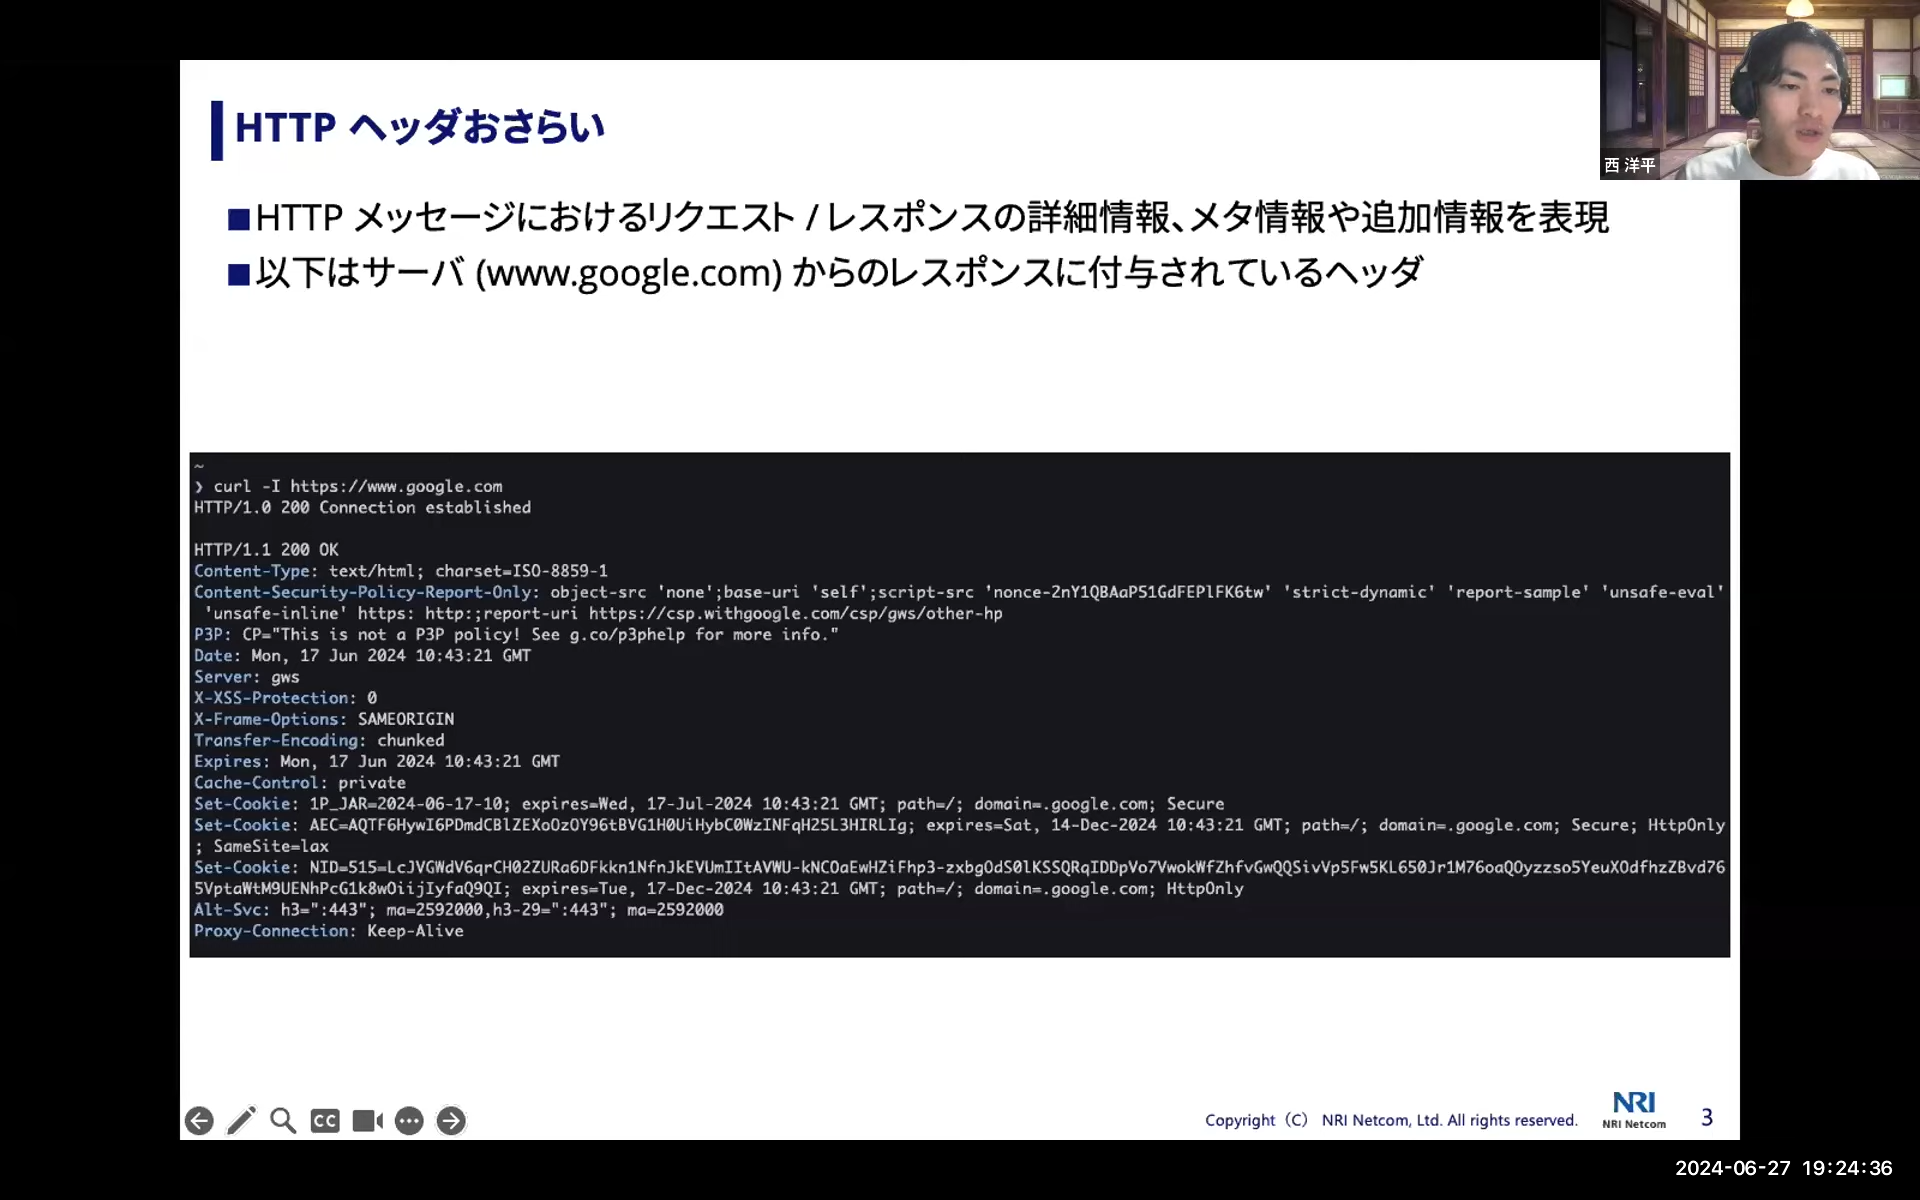 HTTP ヘッダおさらい
西 洋平
■HTTP メッセージにおけるリクエスト / レスポンスの詳細情報、メタ情報や追加情報を表現
■以下はサーバ (www.google.com) からのレスポンスに付与されているヘッダ
~
❯ curl -I https://www.google.com
HTTP/1.0 200 Connection established
HTTP/1.1 200 OK
Content-Type: text/html; charset=ISO-8859-1
Content-Security-Policy-Report-Only: object-src 'none';base-uri 'self';script-src 'nonce-2nY1QBAaP51GdFEPlFK6tw' 'strict-dynamic' 'report-sample' 'unsafe-eval'
'unsafe-inline' https: http:;report-uri https://csp.withgoogle.com/csp/gws/other-hp
P3P: CP="This is not a P3P policy! See g.co/p3phelp for more info."
Date: Mon, 17 Jun 2024 10:43:21 GMT
Server: gws
X-XSS-Protection: 0
X-Frame-Options: SAMEORIGIN
Transfer-Encoding: chunked
Expires: Mon, 17 Jun 2024 10:43:21 GMT
Cache-Control: private
Set-Cookie: 1P_JAR=2024-06-17-10; expires=Wed, 17-Jul-2024 10:43:21 GMT; path=/; domain=.google.com; Secure
Set-Cookie: AEC=AQTF6HywI6PDmdCBlZEXoOzOY96tBVG1H0UiHybC0WzINFqH25L3HIRLIg; expires=Sat, 14-Dec-2024 10:43:21 GMT; path=/; domain=.google.com; Secure; HttpOnly
; SameSite=lax
Set-Cookie: NID=515=LcJVGWdV6qrCH02ZURa6DFkkn1NfnJkEVUmIItAVWU-kNCOaEwHZiFhp3-zxbgOdS0lKSSQRqIDDpVo7VwokWfZhfvGwQQSivVp5Fw5KL650Jr1M76oaQOyzzso5YeuXOdfhzZBvd76
5VptaWtM9UENhPcG1k8wOiijIyfaQ9QI; expires=Tue, 17-Dec-2024 10:43:21 GMT; path=/; domain=.google.com; HttpOnly
Alt-Svc: h3=":443"; ma=2592000,h3-29=":443"; ma=2592000
Proxy-Connection: Keep-Alive
CC
Copyright（C） NRI Netcom, Ltd. All rights reserved.
NRI
NRI Netcom
3
2024-06-27 19:24:36